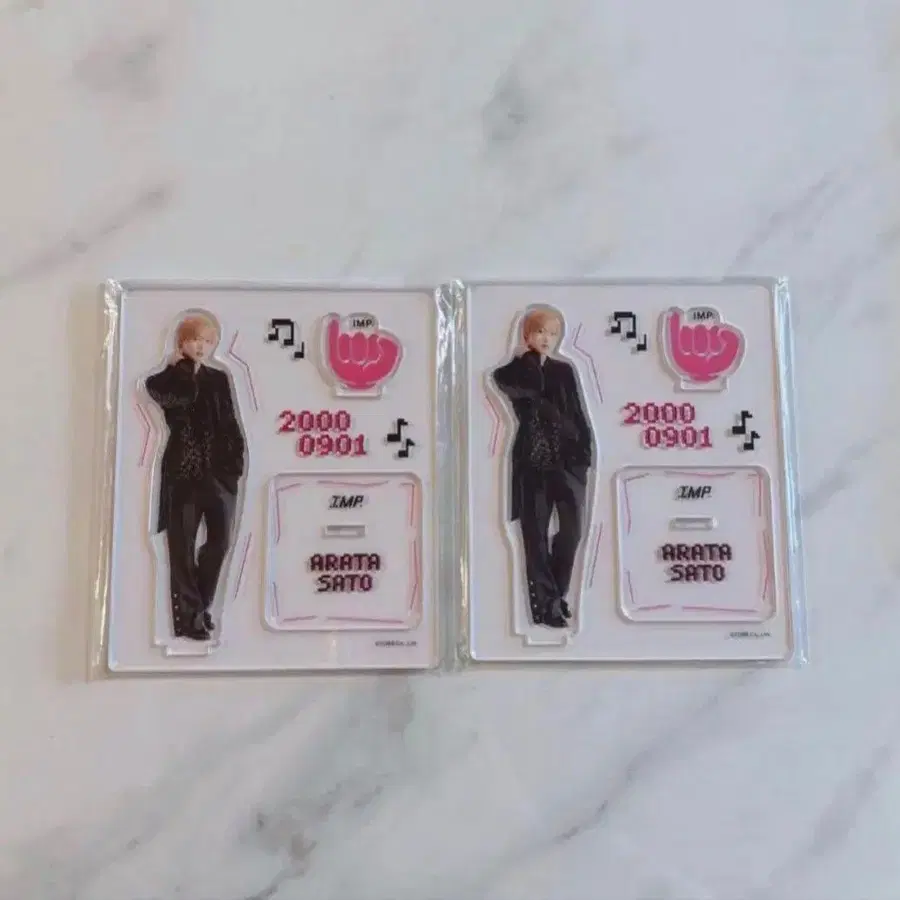 IMP.
2000
0901
IMP.
ARATA
SATO
IMP.
2000
0901
IMP.
ARATA
SATO